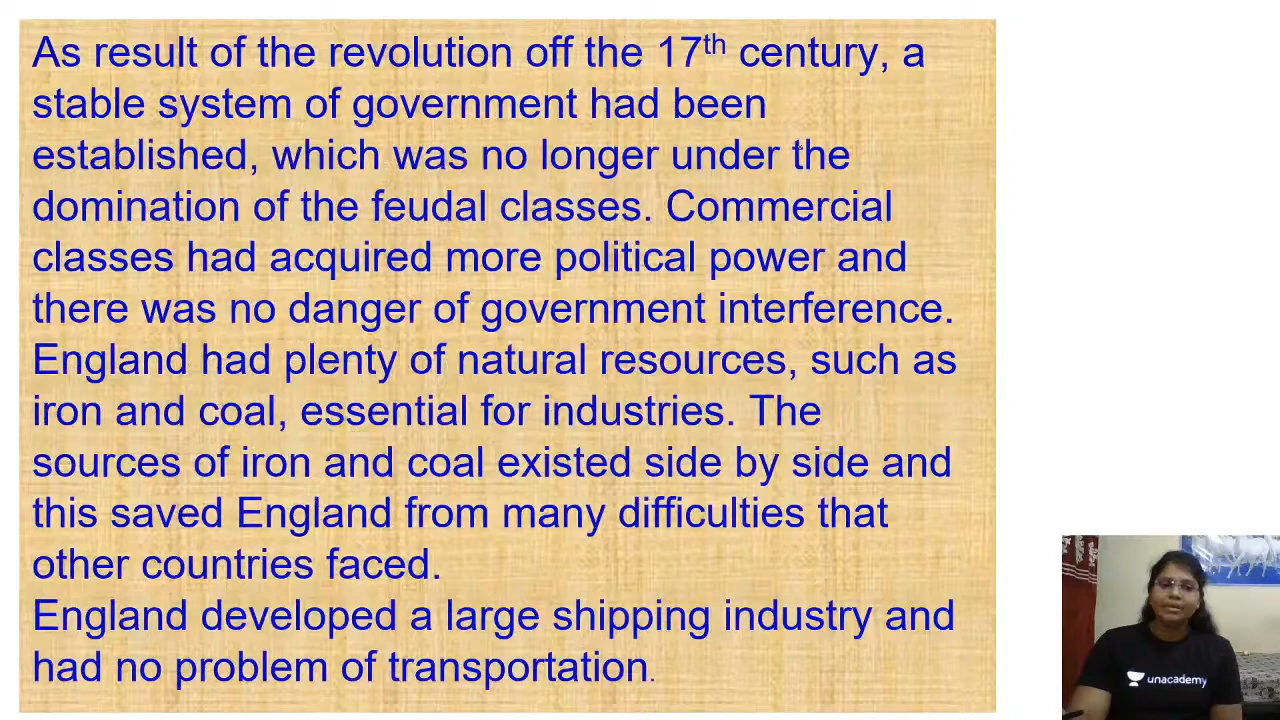 As result of the revolution off the 17th century, a
stable system of government had been
established, which was no longer under the
domination of the feudal classes. Commercial
classes had acquired more political power and
there was no danger of government interference.
England had plenty of natural resources, such as
iron and coal, essential for industries. The
sources of iron and coal existed side by side and
this saved England from many difficulties that
other countries faced.
England developed a large shipping industry and
had no problem of transportation.
unacademy